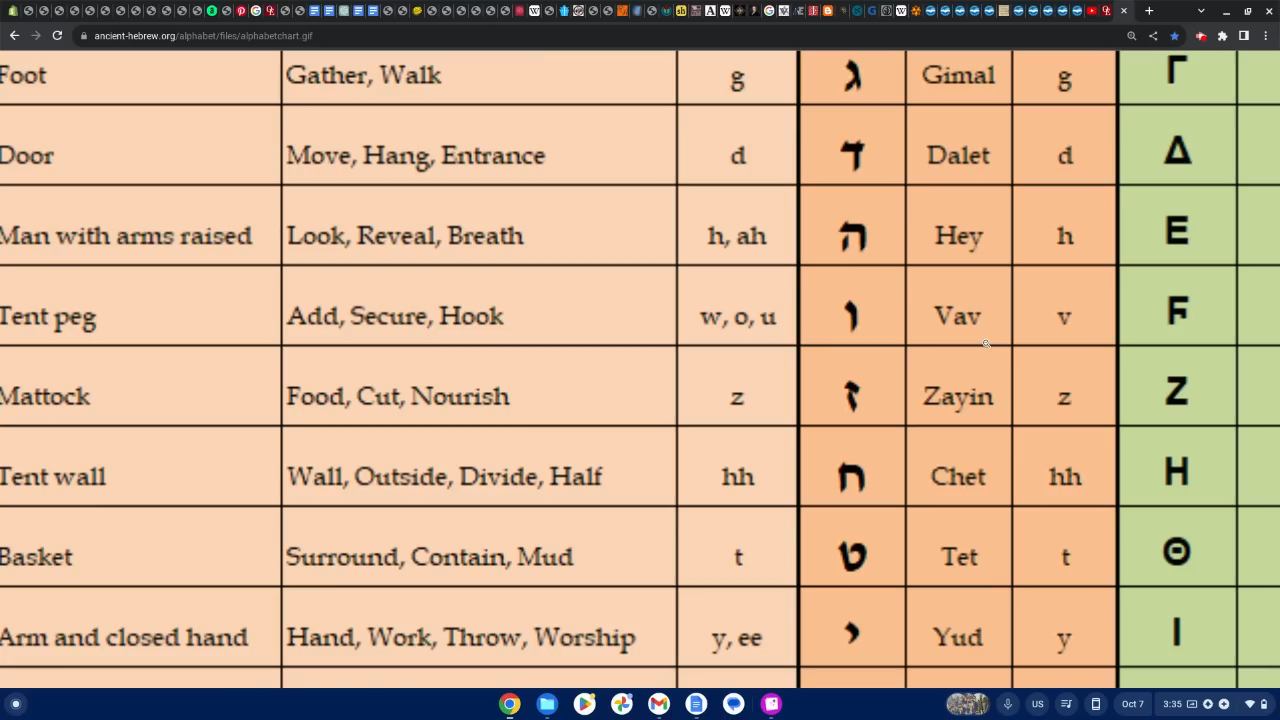 ancient-hebrew.org/alphabet/files/alphabetchart.gif
Foot Gather, Walk g ג Gimal g Γ
Door Move, Hang, Entrance d ד Dalet d Δ
Man with arms raised Look, Reveal, Breath h, ah ה Hey h E
Tent peg Add, Secure, Hook w, o, u ו Vav v F
Mattock Food, Cut, Nourish z ז Zayin z Z
Tent wall Wall, Outside, Divide, Half hh ח Chet hh H
Basket Surround, Contain, Mud t ט Tet t Θ
Arm and closed hand Hand, Work, Throw, Worship y, ee י Yud y I
US Oct 7 3:35